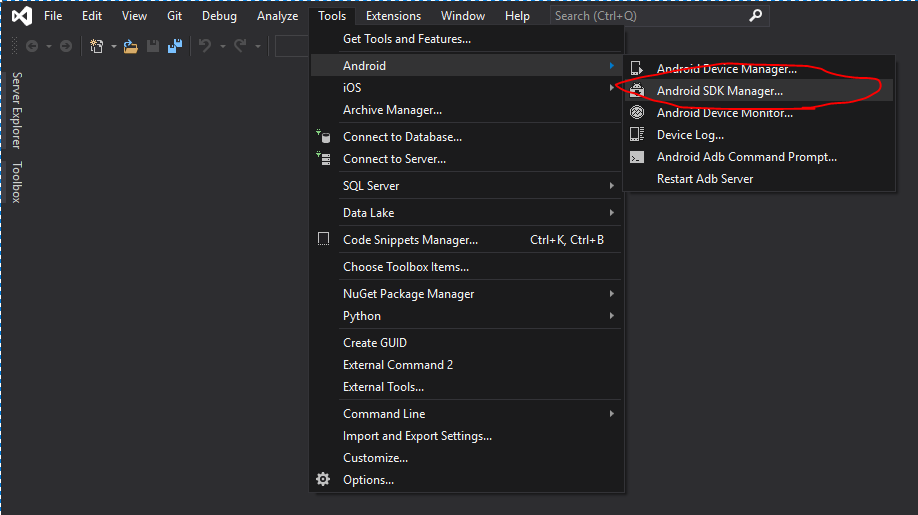 File Edit View Git Debug Analyze Tools Extensions Window Help Search (Ctrl+Q)
Server Explorer
Toolbox
Get Tools and Features...
Android
iOS
Archive Manager...
Connect to Database...
Connect to Server...
SQL Server
Data Lake
Code Snippets Manager... Ctrl+K, Ctrl+B
Choose Toolbox Items...
NuGet Package Manager
Python
Create GUID
External Command 2
External Tools...
Command Line
Import and Export Settings...
Customize...
Options...
Android Device Manager...
Android SDK Manager...
Android Device Monitor...
Device Log...
Android Adb Command Prompt...
Restart Adb Server